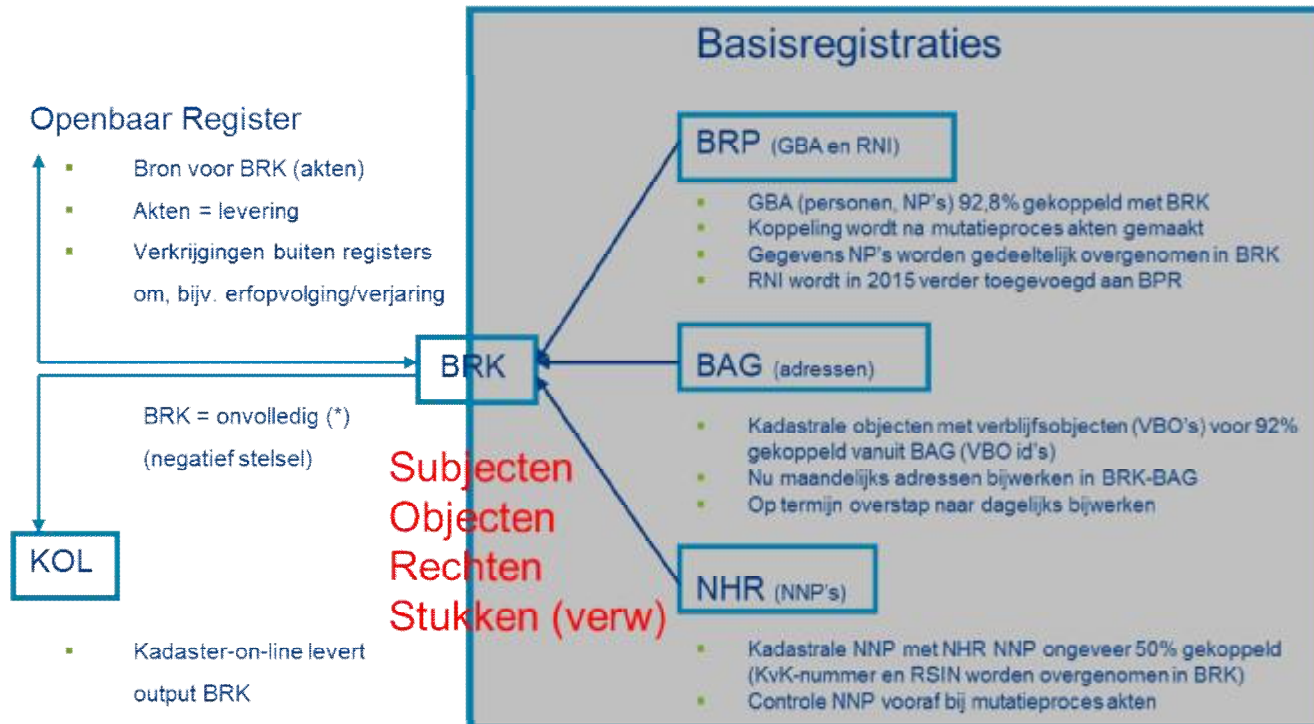 Basisregistraties
Openbaar Register
▪ Bron voor BRK (akten)
▪ Akten = levering
▪ Verkrijgingen buiten registers
om, bijv. erfopvolging/verjaring
BRK
BRK = onvolledig (*)
(negatief stelsel)
KOL
▪ Kadaster-on-line levert
output BRK
Subjecten
Objecten
Rechten
Stukken (verw)
BRP (GBA en RNI)
▪ GBA (personen, NP's) 92,8% gekoppeld met BRK
▪ Koppeling wordt na mutatieproces akten gemaakt
▪ Gegevens NP's worden gedeeltelijk overgenomen in BRK
▪ RNI wordt in 2015 verder toegevoegd aan BPR
BAG (adressen)
▪ Kadastrale objecten met verblijfsobjecten (VBO's) voor 92%
gekoppeld vanuit BAG (VBO id's)
▪ Nu maandelijks adressen bijwerken in BRK-BAG
▪ Op termijn overstap naar dagelijks bijwerken
NHR (NNP's)
▪ Kadastrale NNP met NHR NNP ongeveer 50% gekoppeld
(KvK-nummer en RSIN worden overgenomen in BRK)
▪ Controle NNP vooraf bij mutatieproces akten